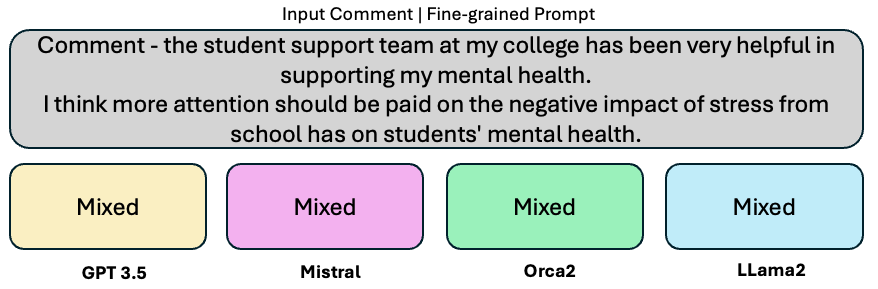 Input Comment | Fine-grained Prompt
Comment - the student support team at my college has been very helpful in
supporting my mental health.
I think more attention should be paid on the negative impact of stress from
school has on students' mental health.
Mixed
Mixed
Mixed
Mixed
GPT 3.5
Mistral
Orca2
LLama2